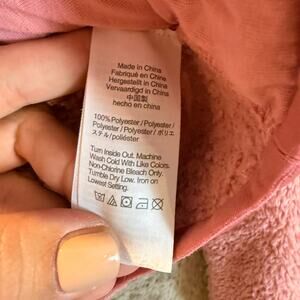 Made in China
Fabriqué en Chine
Hergestellt in China
Vervaardigd in China
中国製
hecho en china
100%Polyester/Polyester/
Polyester/Polyester/ポリエ
ステル/poliéster
Turn Inside Out. Machine
Wash Cold With Like Colors.
Non-Chlorine Bleach Only.
Tumble Dry Low. Iron on
Lowest Setting.